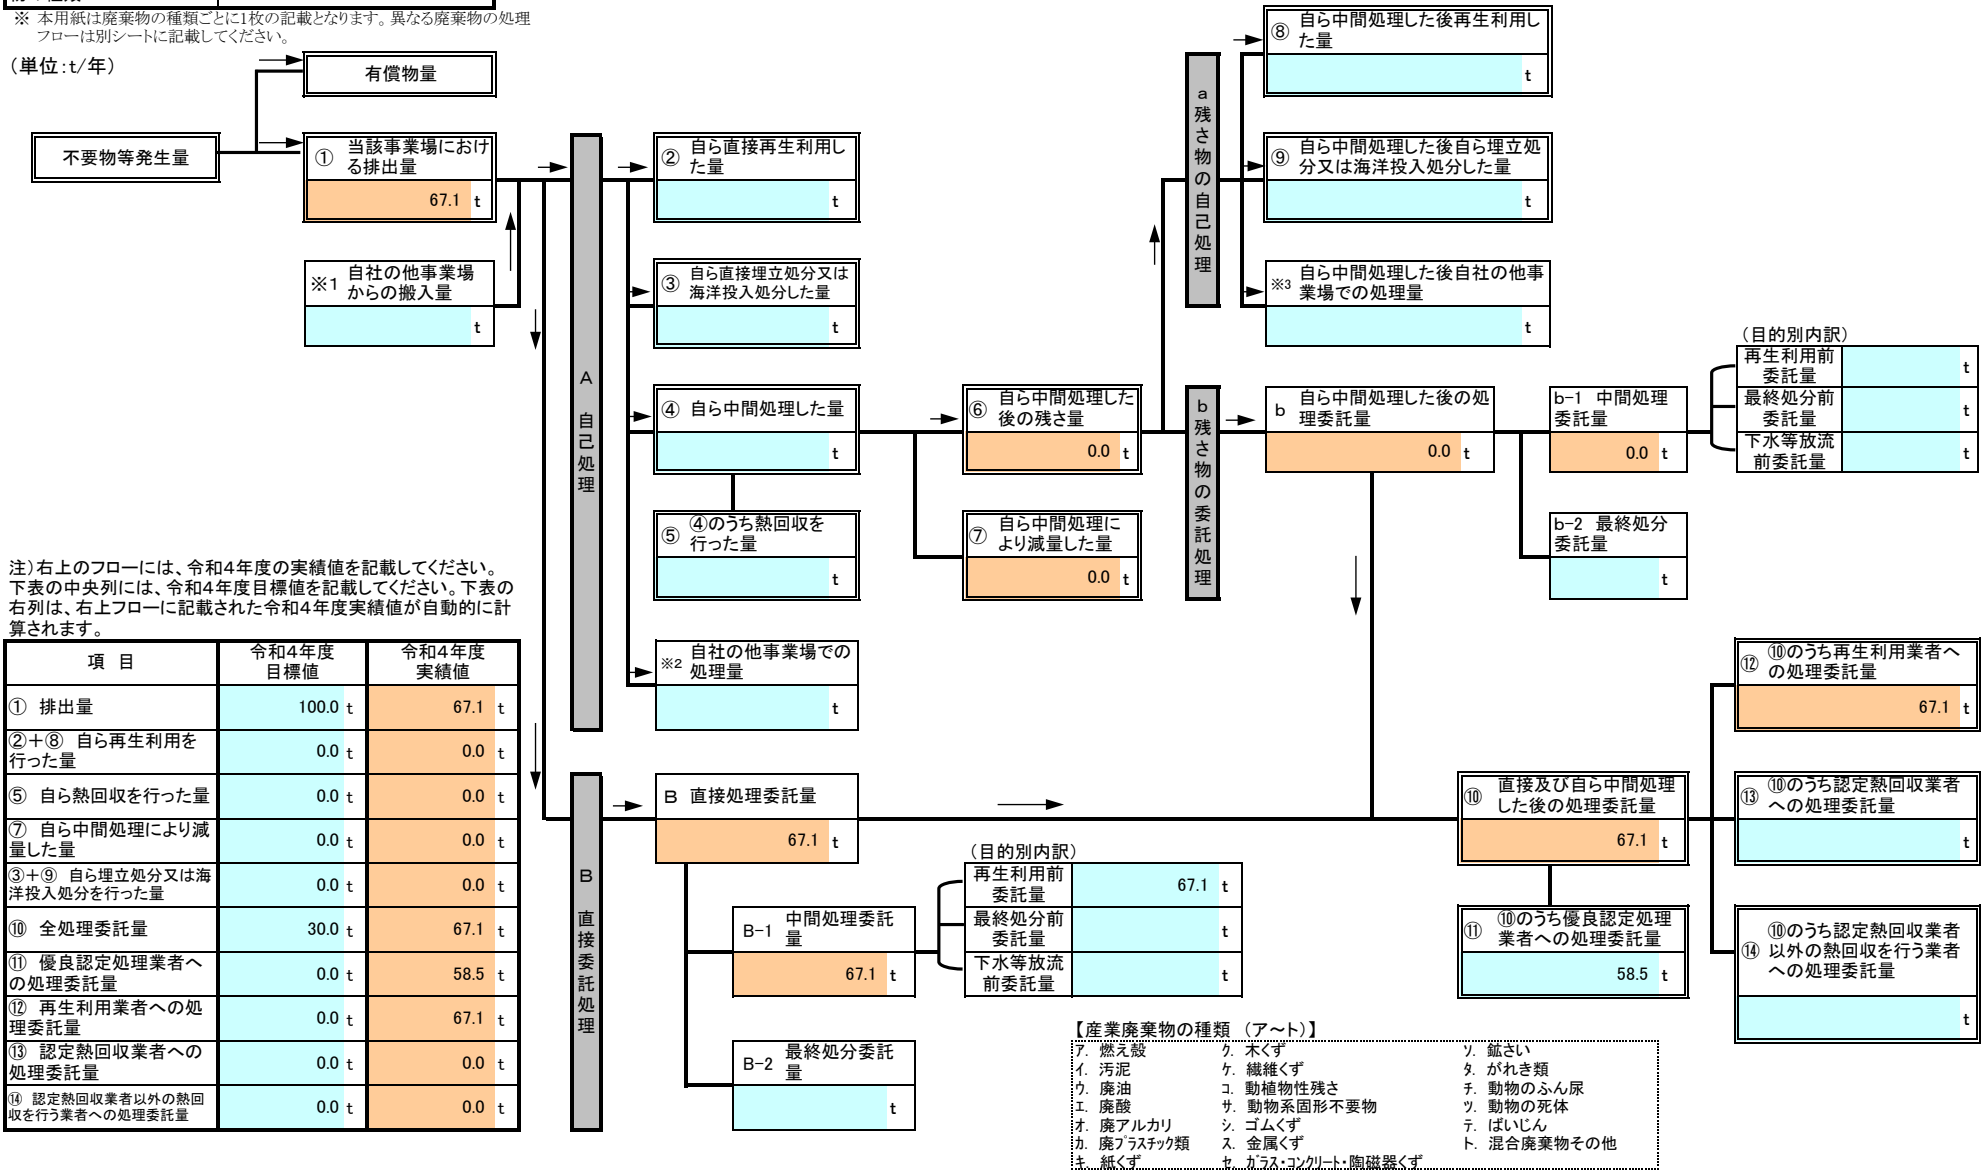 ※ 本用紙は廃棄物の種類ごとに1枚の記載となります。異なる廃棄物の処理
フローは別シートに記載してください。
（単位：t/年）
有償物量
不要物等発生量
① 当該事業場におけ
る排出量
67.1 t
※1 自社の他事業場
からの搬入量
t
A 自己処理
② 自ら直接再生利用し
た量
t
③ 自ら直接埋立処分又は
海洋投入処分した量
t
④ 自ら中間処理した量
t
⑤ ④のうち熱回収を
行った量
t
※2 自社の他事業場での
処理量
t
⑥ 自ら中間処理した
後の残さ量
0.0 t
⑦ 自ら中間処理に
より減量した量
0.0 t
a 残さ物の自己処理
⑧ 自ら中間処理した後再生利用し
た量
t
⑨ 自ら中間処理した後自ら埋立処
分又は海洋投入処分した量
t
※3 自ら中間処理した後自社の他事
業場での処理量
t
b 残さ物の委託処理
b 自ら中間処理した後の処
理委託量
0.0 t
b-1 中間処理
委託量
0.0 t
b-2 最終処分
委託量
t
（目的別内訳）
再生利用前
委託量
t
最終処分前
委託量
t
下水等放流
前委託量
t
注）右上のフローには、令和４年度の実績値を記載してください。
下表の中央列には、令和４年度目標値を記載してください。下表の
右列は、右上フローに記載された令和４年度実績値が自動的に計
算されます。
項 目 令和４年度 目標値 令和４年度 実績値
① 排出量 100.0 t 67.1 t
②＋⑧ 自ら再生利用を
行った量 0.0 t 0.0 t
⑤ 自ら熱回収を行った量 0.0 t 0.0 t
⑦ 自ら中間処理により減
量した量 0.0 t 0.0 t
③＋⑨ 自ら埋立処分又は海
洋投入処分を行った量 0.0 t 0.0 t
⑩ 全処理委託量 30.0 t 67.1 t
⑪ 優良認定処理業者へ
の処理委託量 0.0 t 58.5 t
⑫ 再生利用業者への処
理委託量 0.0 t 67.1 t
⑬ 認定熱回収業者への
処理委託量 0.0 t 0.0 t
⑭ 認定熱回収業者以外の熱回
収を行う業者への処理委託量 0.0 t 0.0 t
B 直接委託処理
B 直接処理委託量
67.1 t
B-1 中間処理委託
量
67.1 t
B-2 最終処分委託
量
t
（目的別内訳）
再生利用前
委託量
67.1 t
最終処分前
委託量
t
下水等放流
前委託量
t
⑩ 直接及び自ら中間処理
した後の処理委託量
67.1 t
⑪ ⑩のうち優良認定処理
業者への処理委託量
58.5 t
⑫ ⑩のうち再生利用業者へ
の処理委託量
67.1 t
⑬ ⑩のうち認定熱回収業者
への処理委託量
t
⑭ ⑩のうち認定熱回収業者
以外の熱回収を行う業者
への処理委託量
t
【産業廃棄物の種類 （ア～ト）】
ア. 燃え殻 ク. 木くず ソ. 鉱さい
イ. 汚泥 ケ. 繊維くず タ. がれき類
ウ. 廃油 コ. 動植物性残さ チ. 動物のふん尿
エ. 廃酸 サ. 動物系固形不要物 ツ. 動物の死体
オ. 廃アルカリ シ. ゴムくず テ. ばいじん
カ. 廃プラスチック類 ス. 金属くず ト. 混合廃棄物その他
キ. 紙くず セ. ガラス・コンクリート・陶磁器くず